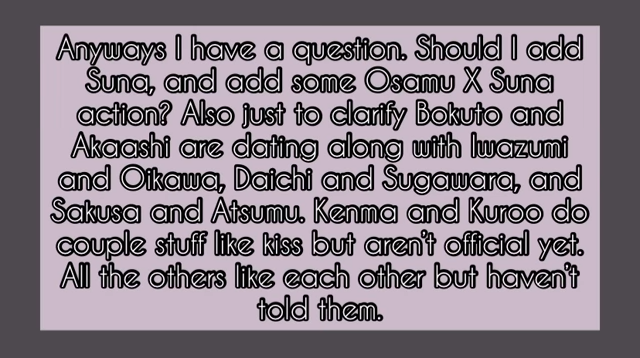 Anyways I have a question. Should I add
Suna, and add some Osamu X Suna
action? Also just to clarify Bokuto and
Akaashi are dating along with Iwazumi
and Oikawa, Daichi and Sugawara, and
Sakusa and Atsumu. Kenma and Kuroo do
couple stuff like kiss but aren't official yet.
All the others like each other but haven't
told them.